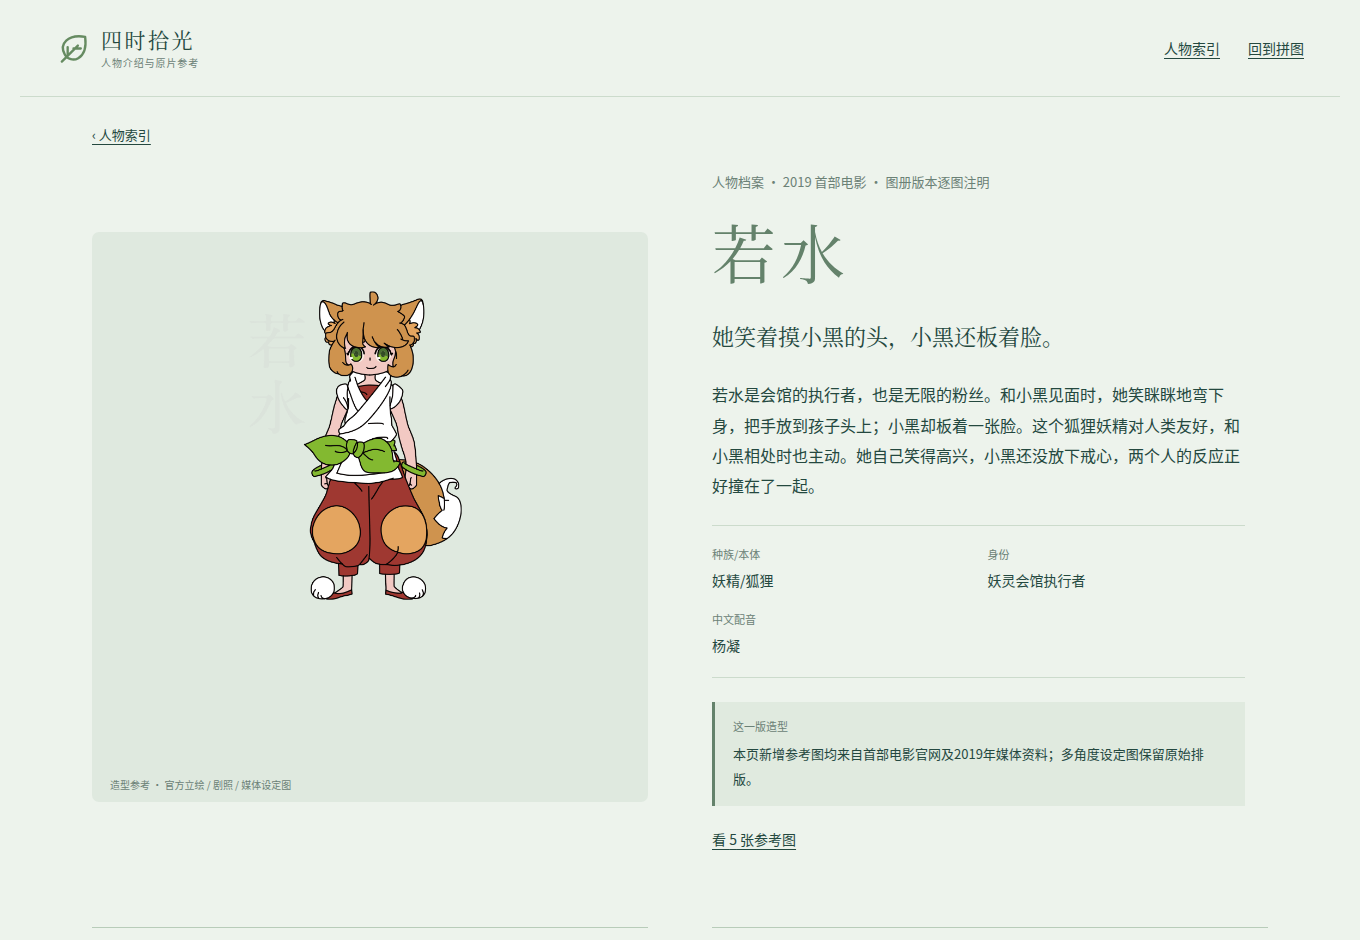 四时拾光
人物介绍与原片参考
人物索引
回到拼图
‹ 人物索引
若
水
造型参考 · 官方立绘 / 剧照 / 媒体设定图
人物档案 · 2019 首部电影 · 图册版本逐图注明
若水
她笑着摸小黑的头，小黑还板着脸。
若水是会馆的执行者，也是无限的粉丝。和小黑见面时，她笑眯眯地弯下
身，把手放到孩子头上；小黑却板着一张脸。这个狐狸妖精对人类友好，和
小黑相处时也主动。她自己笑得高兴，小黑还没放下戒心，两个人的反应正
好撞在了一起。
种族/本体
妖精/狐狸
身份
妖灵会馆执行者
中文配音
杨凝
这一版造型
本页新增参考图均来自首部电影官网及2019年媒体资料；多角度设定图保留原始排
版。
看 5 张参考图